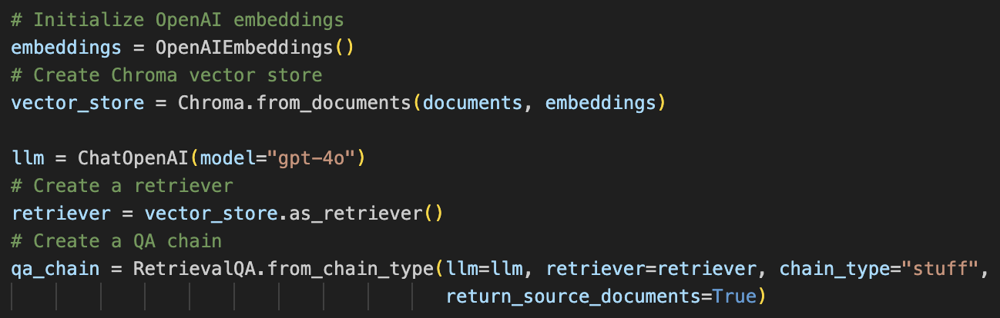 # Initialize OpenAI embeddings
embeddings = OpenAIEmbeddings()
# Create Chroma vector store
vector_store = Chroma.from_documents(documents, embeddings)
llm = ChatOpenAI(model="gpt-4o")
# Create a retriever
retriever = vector_store.as_retriever()
# Create a QA chain
qa_chain = RetrievalQA.from_chain_type(llm=llm, retriever=retriever, chain_type="stuff",
return_source_documents=True)